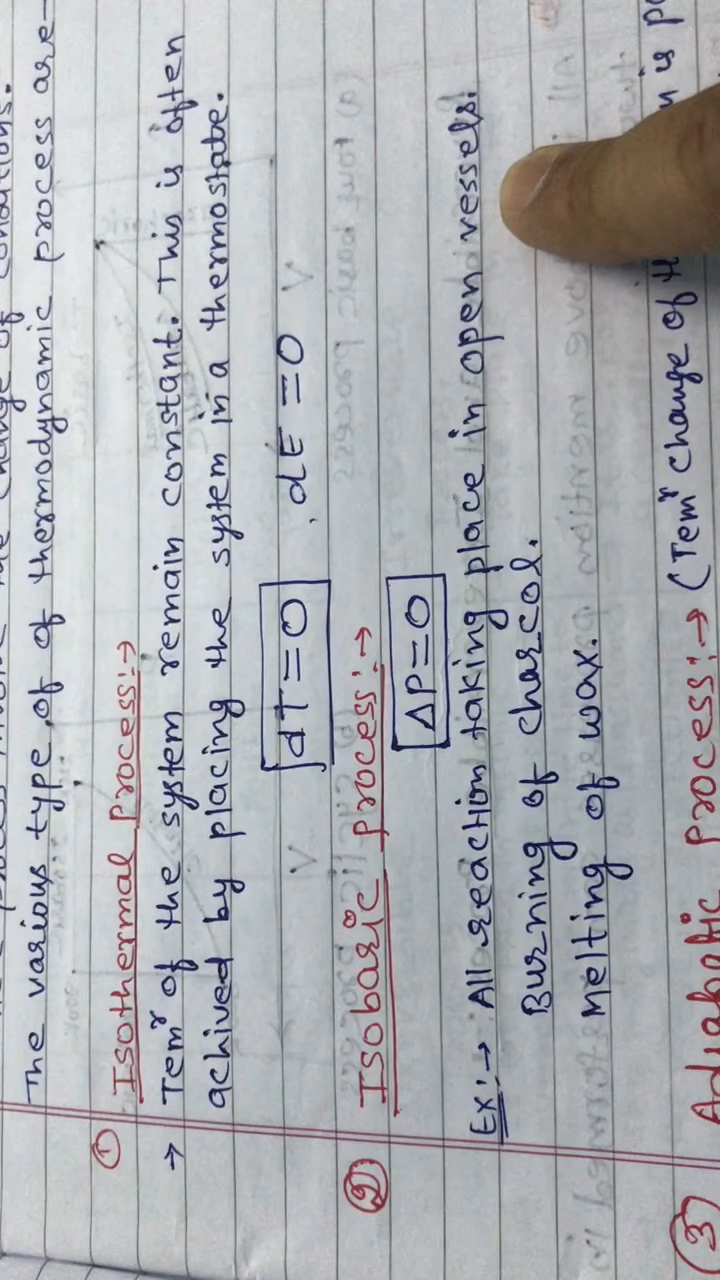 The various type of of thermodynamic process are-
① Isothermal process:→
→ Temr of the system remain constant. This is often
achived by placing the system in a thermostate.
dT=0 , dE=0
② Isobaric process:→
ΔP=0
Ex:→ All reaction taking place in open vessels.
Burning of charcol.
Melting of wax.
③ Adiabatic process:→ (Temr change of